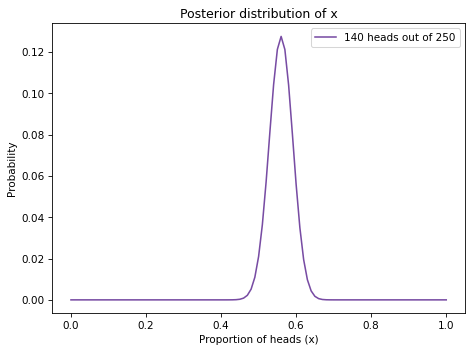 Posterior distribution of x
140 heads out of 250
Probability
0.12
0.10
0.08
0.06
0.04
0.02
0.00
0.0 0.2 0.4 0.6 0.8 1.0
Proportion of heads (x)